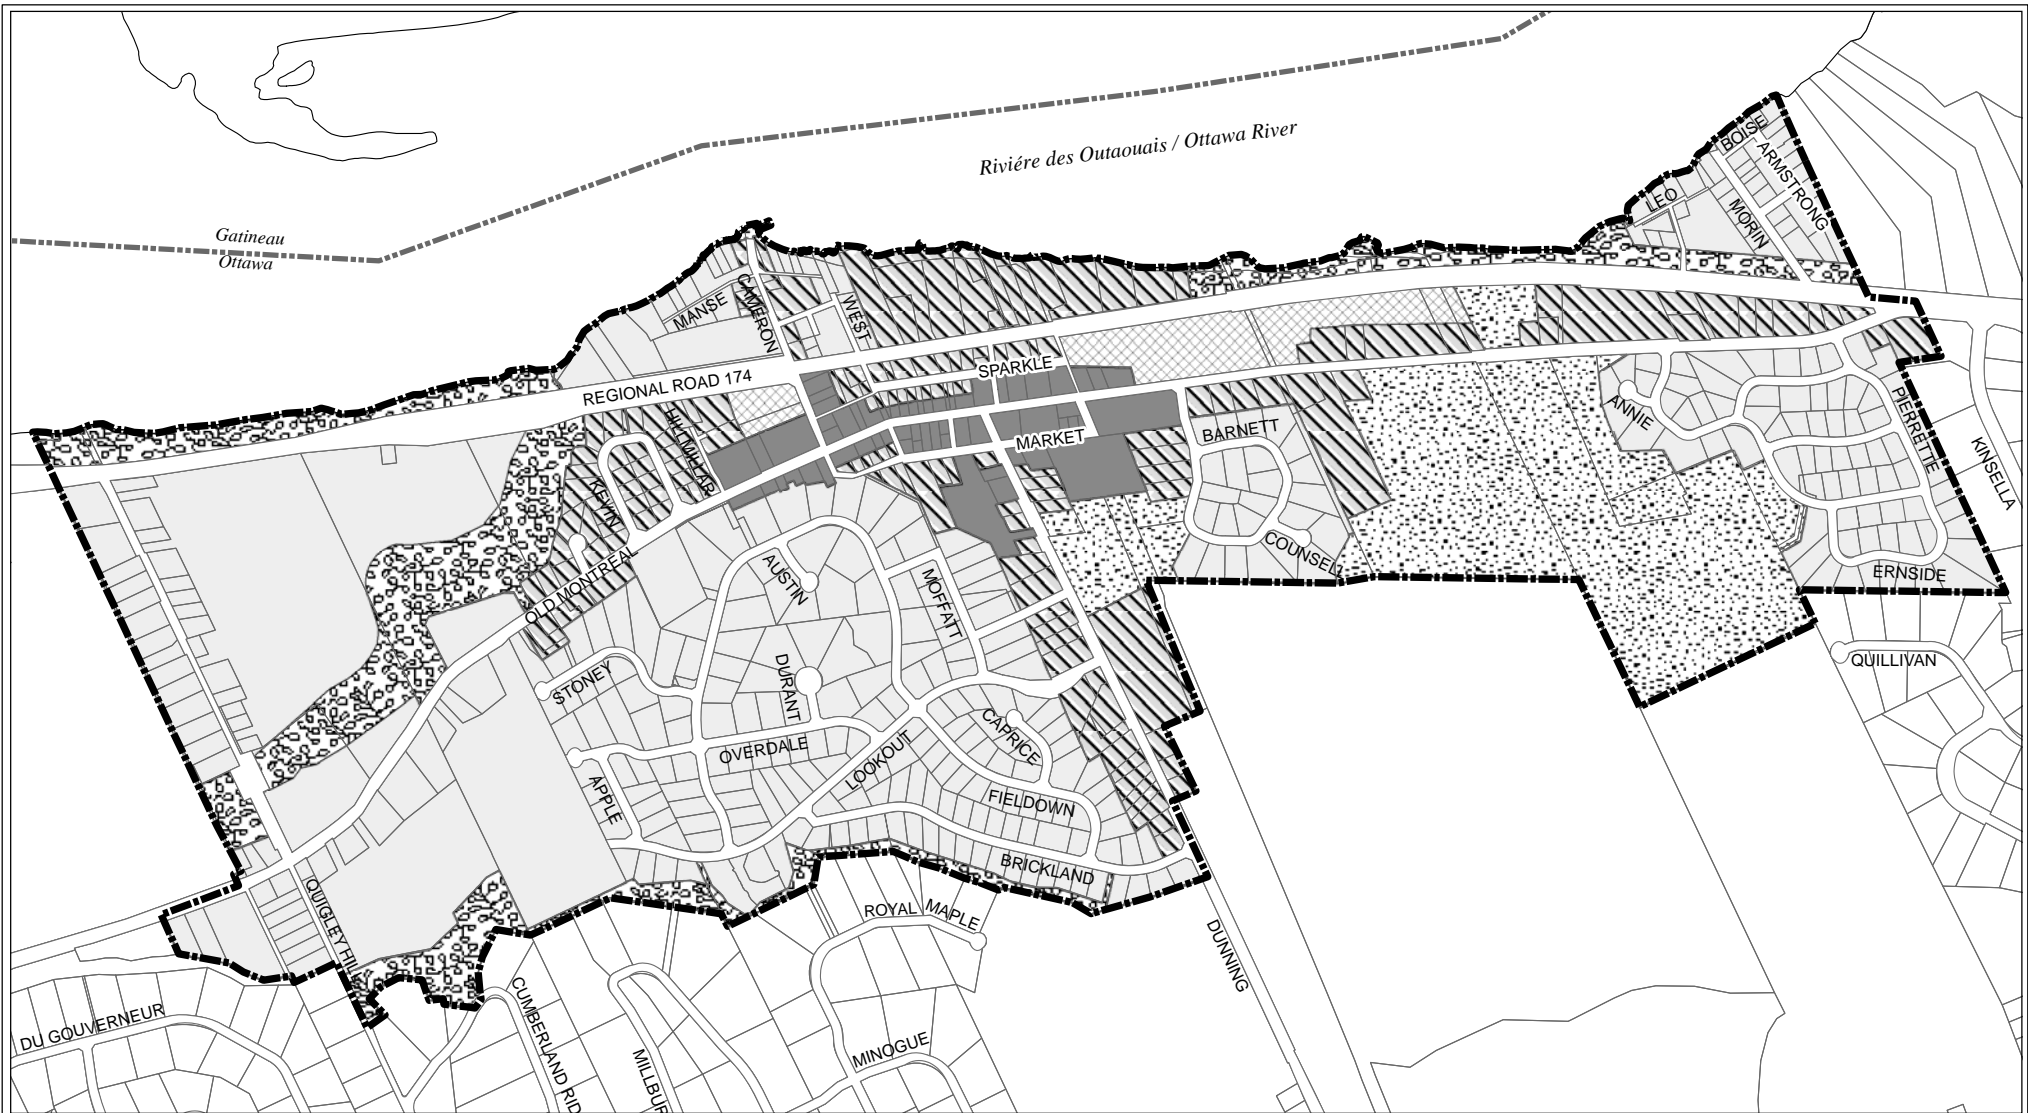 BOISE
ARMSTRONG
Riviére des Outaouais / Ottawa River
LEO
MORIN
Gatineau
Ottawa
MANSE
CAMERON
WEST
SPARKLE
REGIONAL ROAD 174
HILLMILLAR
KEVIN
MARKET
BARNETT
ANNIE
PIERRETTE
KINSELLA
OLD MONTREAL
AUSTIN
MOFFATT
COUNSELL
ERNSIDE
STONEY
DURANT
QUILLIVAN
OVERDALE
LOOKOUT
CAPRICE
APPLE
FIELDOWN
BRICKLAND
QUIGLEY HILL
ROYAL MAPLE
DUNNING
DU GOUVERNEUR
CUMBERLAND RID
MILLBUR
MINOGUE